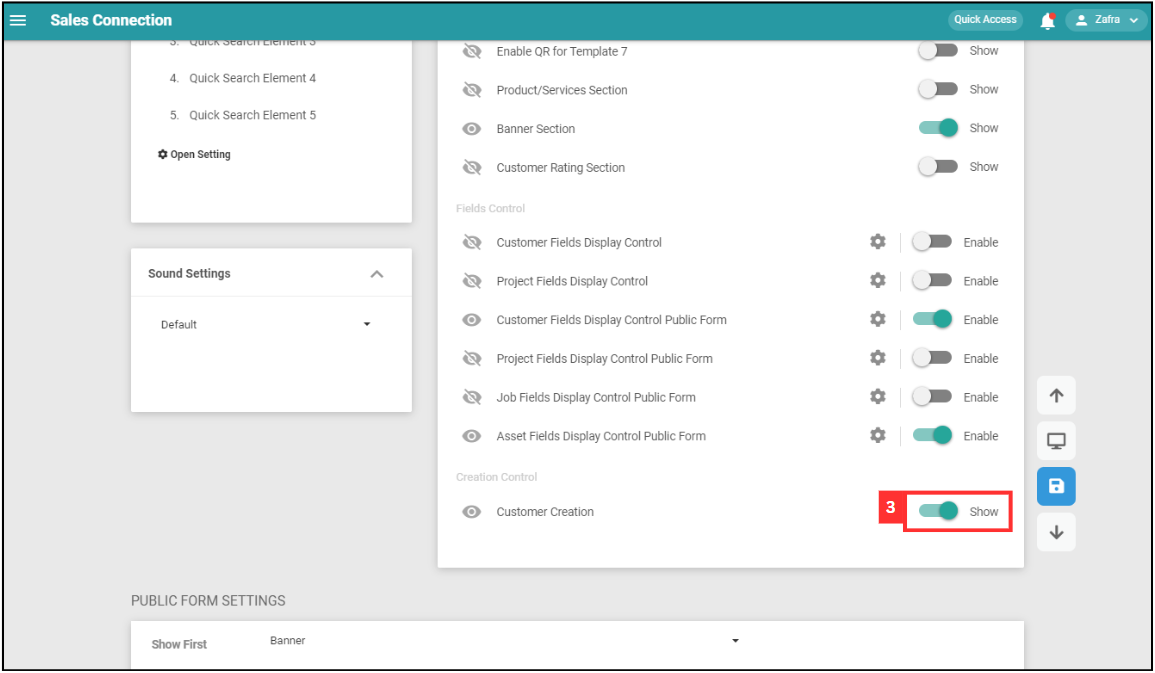 Sales Connection
Quick Access
Zafra
3. Quick Search Element 3
4. Quick Search Element 4
5. Quick Search Element 5
Open Setting
Sound Settings
Default
Enable QR for Template 7 Show
Product/Services Section Show
Banner Section Show
Customer Rating Section Show
Fields Control
Customer Fields Display Control Enable
Project Fields Display Control Enable
Customer Fields Display Control Public Form Enable
Project Fields Display Control Public Form Enable
Job Fields Display Control Public Form Enable
Asset Fields Display Control Public Form Enable
Creation Control
Customer Creation 3 Show
PUBLIC FORM SETTINGS
Show First Banner